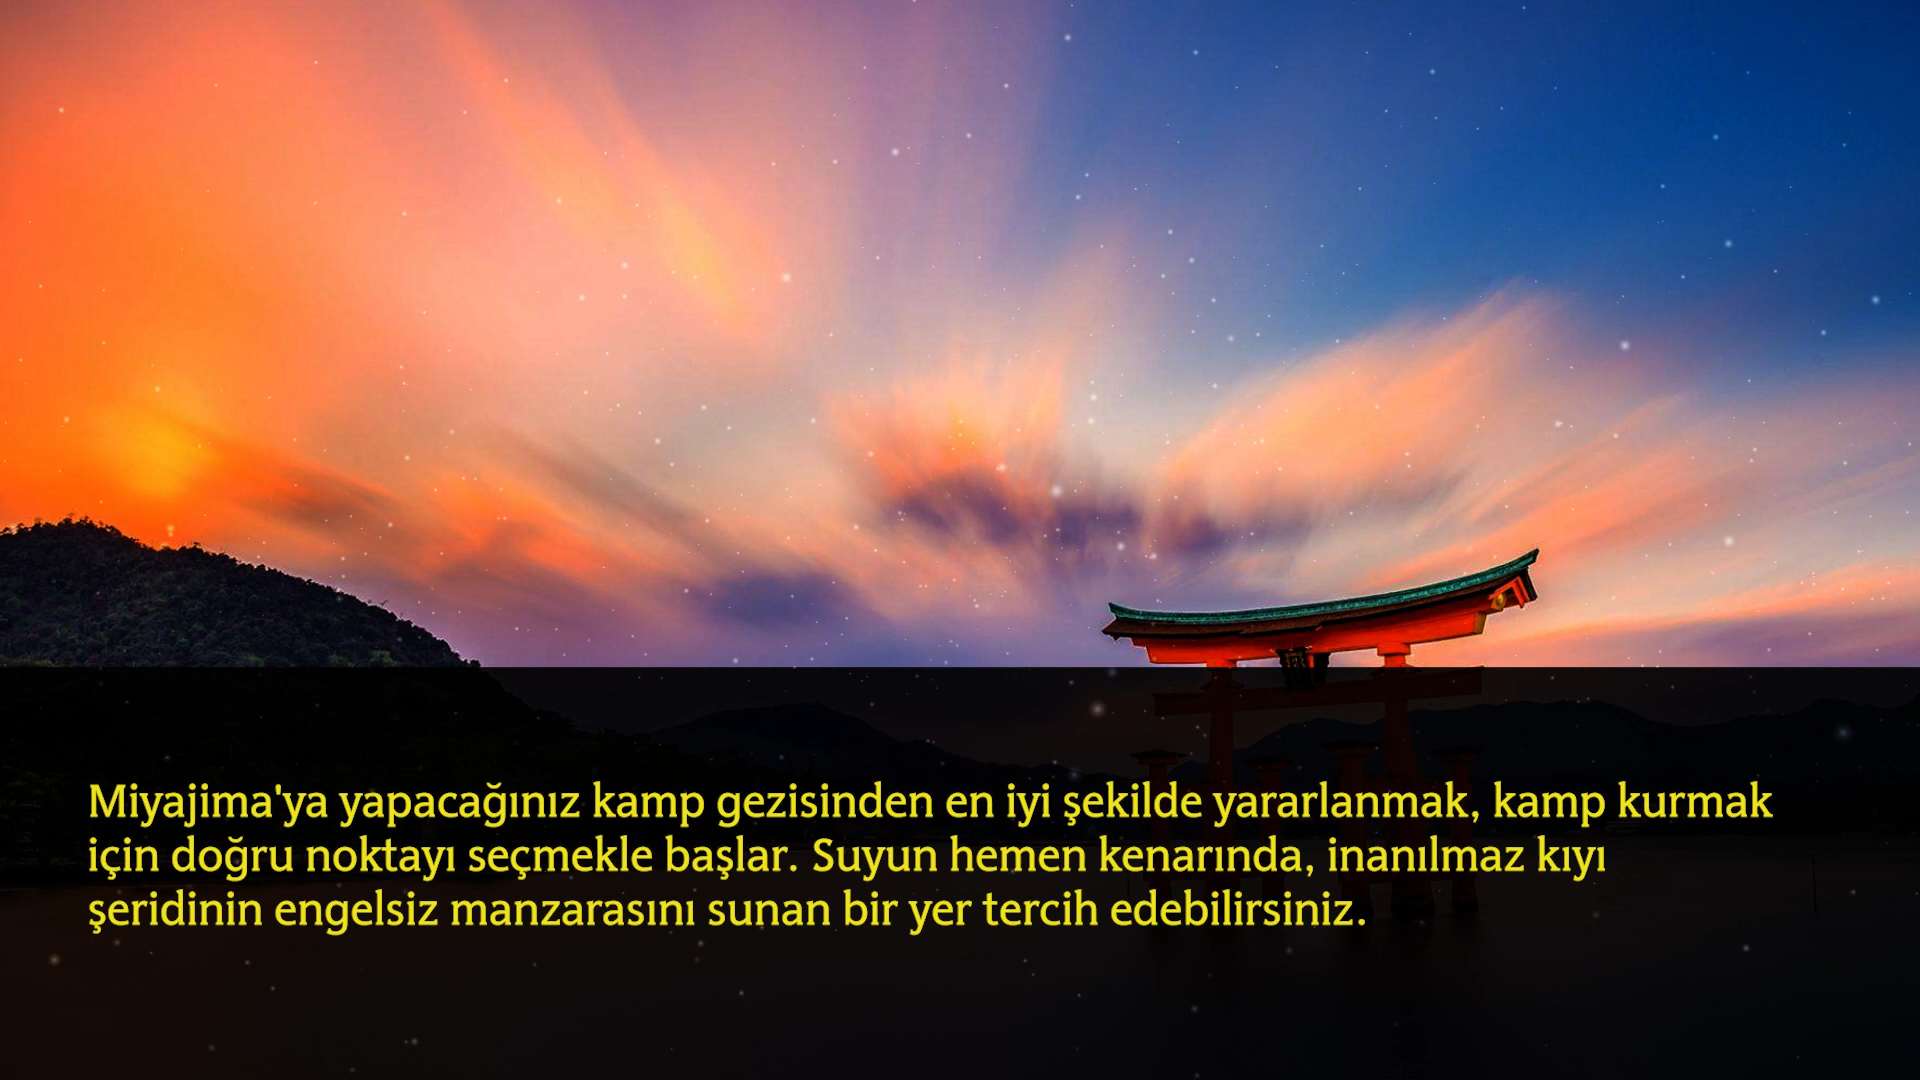 Miyajima'ya yapacağınız kamp gezisinden en iyi şekilde yararlanmak, kamp kurmak
için doğru noktayı seçmekle başlar. Suyun hemen kenarında, inanılmaz kıyı
şeridinin engelsiz manzarasını sunan bir yer tercih edebilirsiniz.